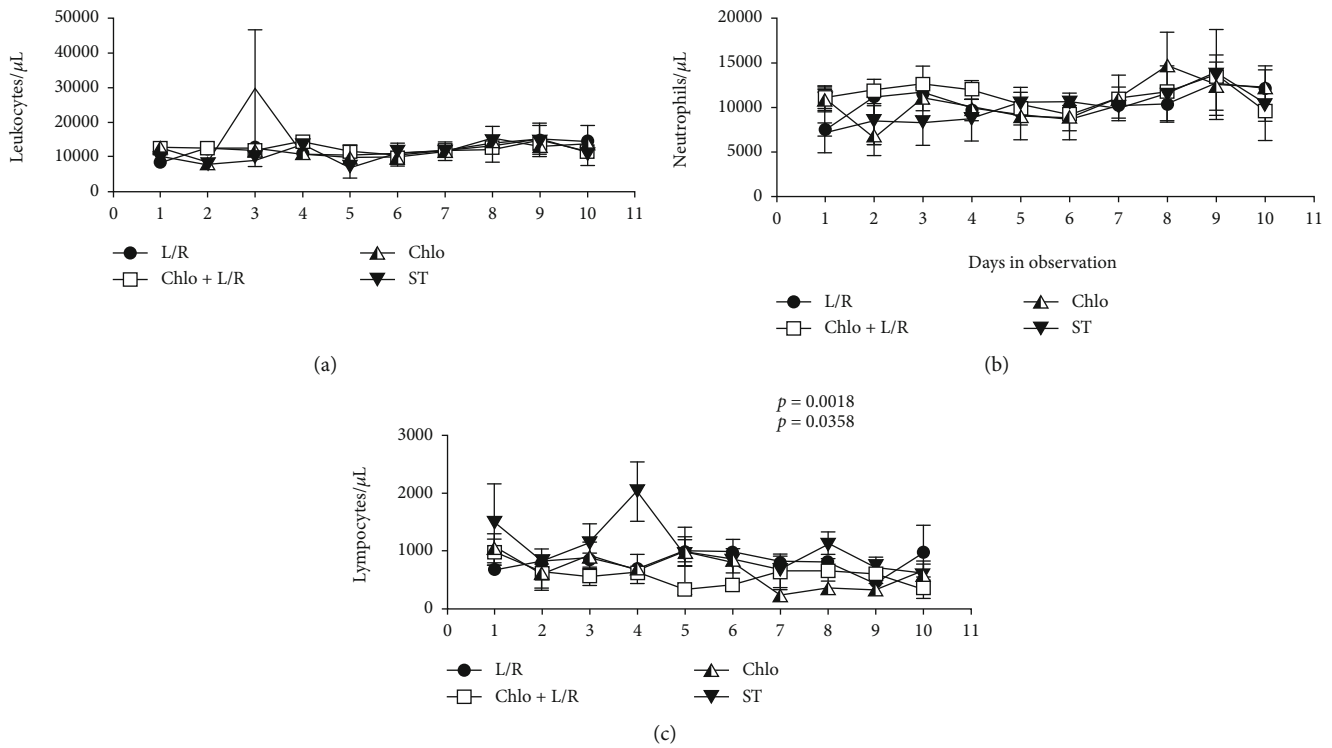 50000
40000
30000
20000
10000
0
Leukocytes/μL
0 1 2 3 4 5 6 7 8 9 10 11
L/R
Chlo
Chlo + L/R
ST
(a)
20000
15000
10000
5000
0
Neutrophils/μL
0 1 2 3 4 5 6 7 8 9 10 11
Days in observation
L/R
Chlo
Chlo + L/R
ST
(b)
p = 0.0018
p = 0.0358
3000
2000
1000
0
Lympocytes/μL
0 1 2 3 4 5 6 7 8 9 10 11
L/R
Chlo
Chlo + L/R
ST
(c)